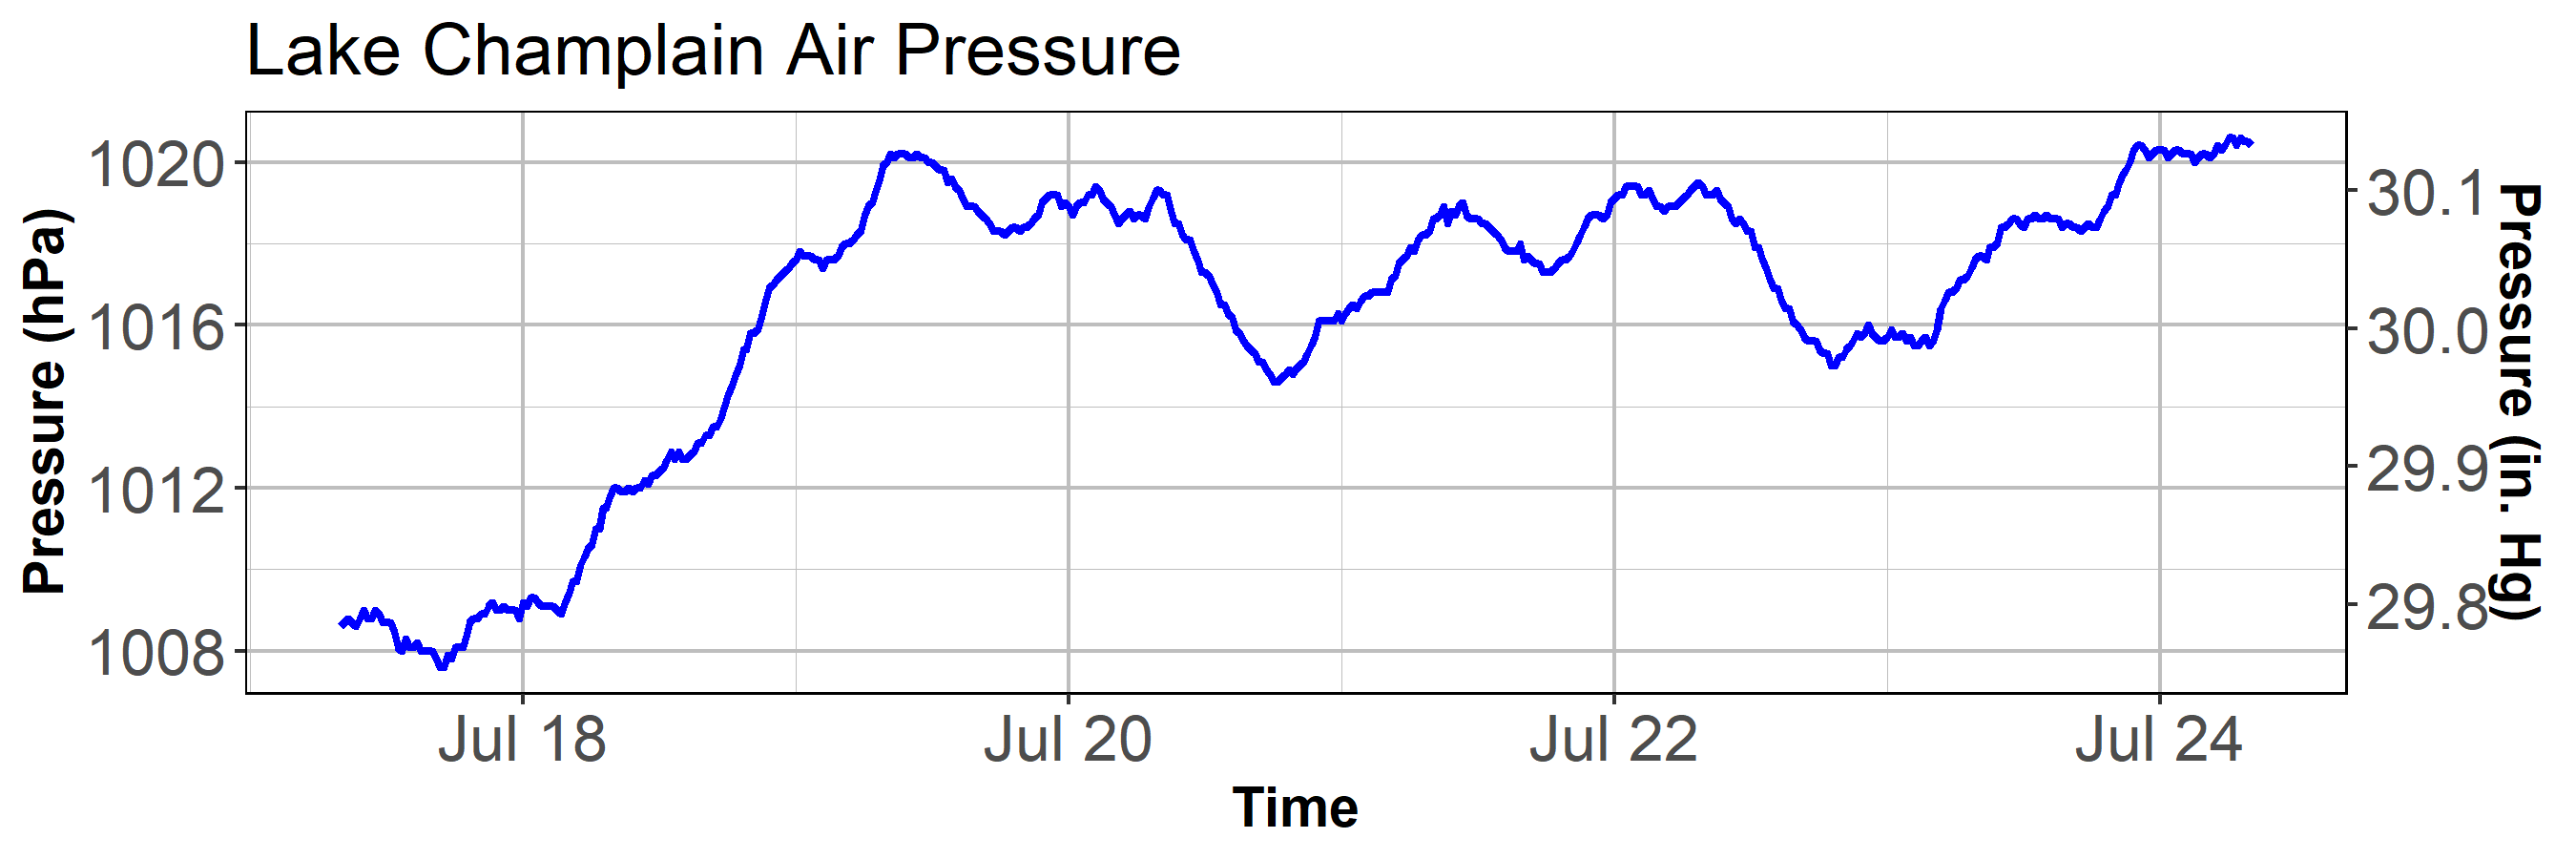 Lake Champlain Air Pressure
Pressure (hPa)
1020
1016
1012
1008
30.1
30.0
29.9
29.8
Pressure (in. Hg)
Jul 18
Jul 20
Jul 22
Jul 24
Time